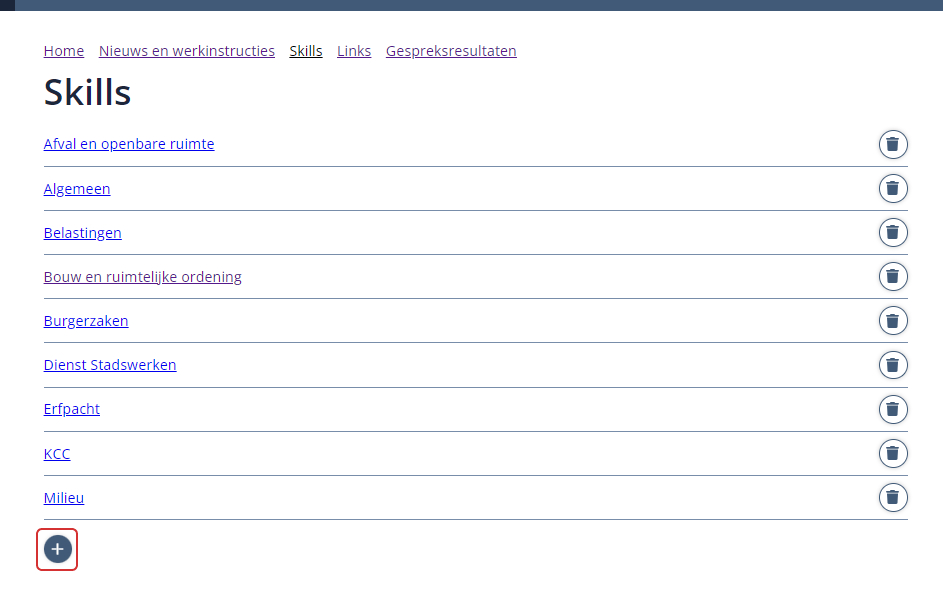 Home Nieuws en werkinstructies Skills Links Gespreksresultaten
Skills
Afval en openbare ruimte
Algemeen
Belastingen
Bouw en ruimtelijke ordening
Burgerzaken
Dienst Stadswerken
Erfpacht
KCC
Milieu